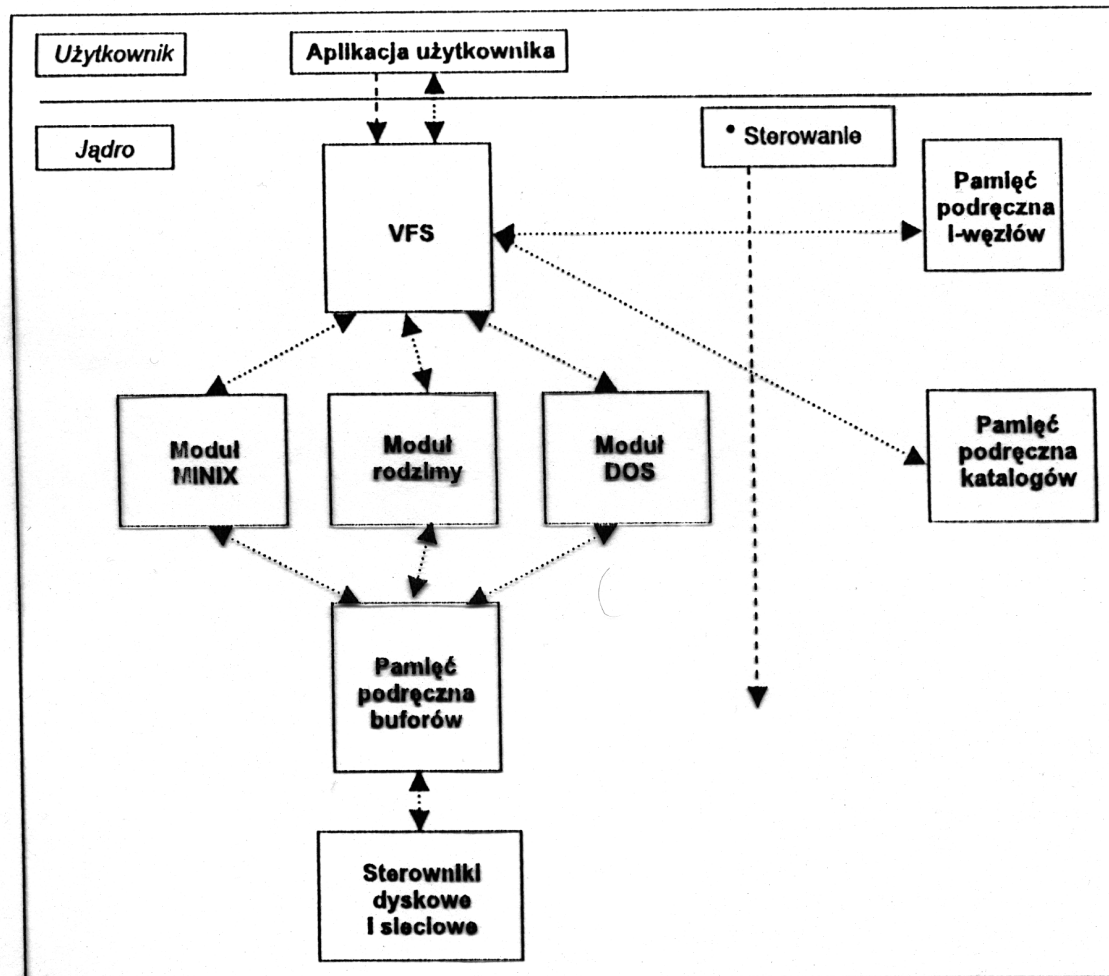 Użytkownik
Aplikacja użytkownika
Jądro
• Sterowanie
VFS
Pamięć
podręczna
i-węzłów
Moduł
MINIX
Moduł
rodzimy
Moduł
DOS
Pamięć
podręczna
katalogów
Pamięć
podręczna
buforów
Sterowniki
dyskowe
i sieciowe